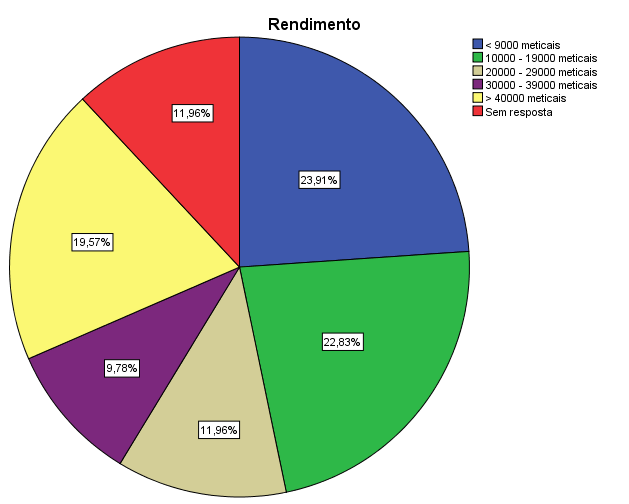 Rendimento
< 9000 meticais
10000 - 19000 meticais
20000 - 29000 meticais
30000 - 39000 meticais
> 40000 meticais
Sem resposta
11,96%
23,91%
19,57%
22,83%
9,78%
11,96%